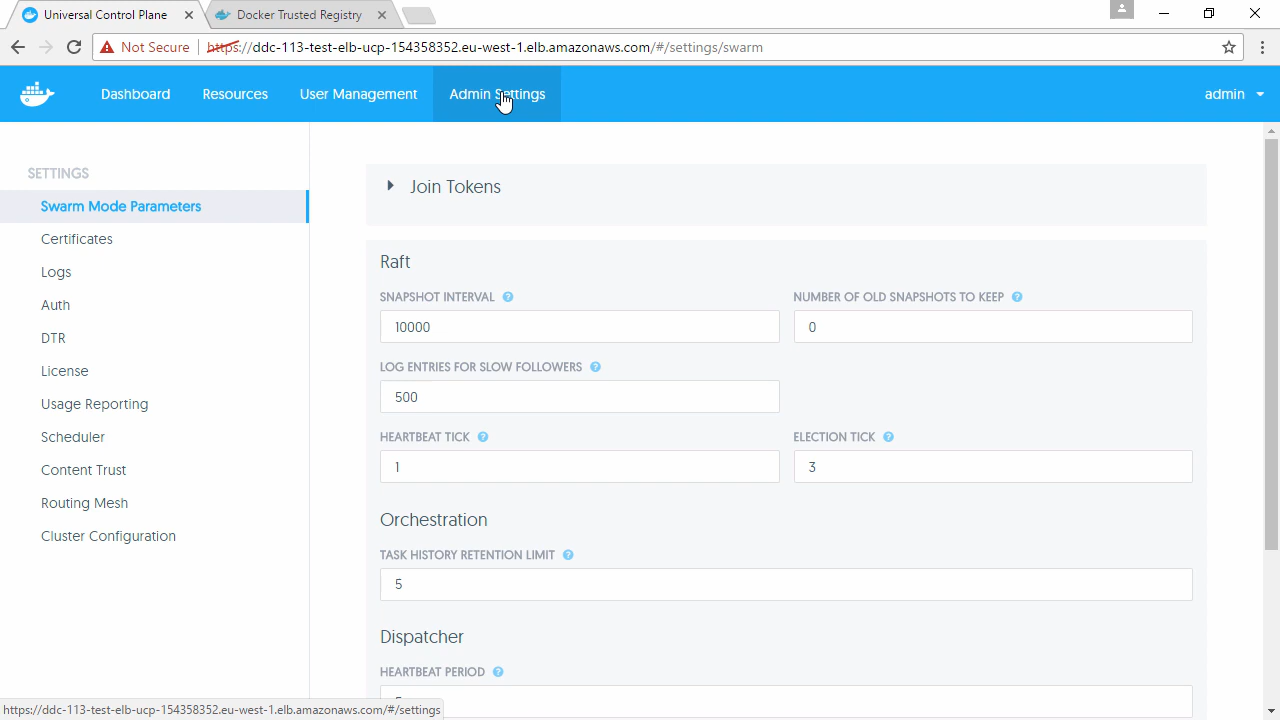 Universal Control Plane
Docker Trusted Registry
Not Secure https://ddc-113-test-elb-ucp-154358352.eu-west-1.elb.amazonaws.com/#/settings/swarm
Dashboard Resources User Management Admin Settings admin
SETTINGS
Swarm Mode Parameters
Certificates
Logs
Auth
DTR
License
Usage Reporting
Scheduler
Content Trust
Routing Mesh
Cluster Configuration
Join Tokens
Raft
SNAPSHOT INTERVAL ?
NUMBER OF OLD SNAPSHOTS TO KEEP ?
10000
0
LOG ENTRIES FOR SLOW FOLLOWERS ?
500
HEARTBEAT TICK ?
ELECTION TICK ?
1
3
Orchestration
TASK HISTORY RETENTION LIMIT ?
5
Dispatcher
HEARTBEAT PERIOD ?
https://ddc-113-test-elb-ucp-154358352.eu-west-1.elb.amazonaws.com/#/settings